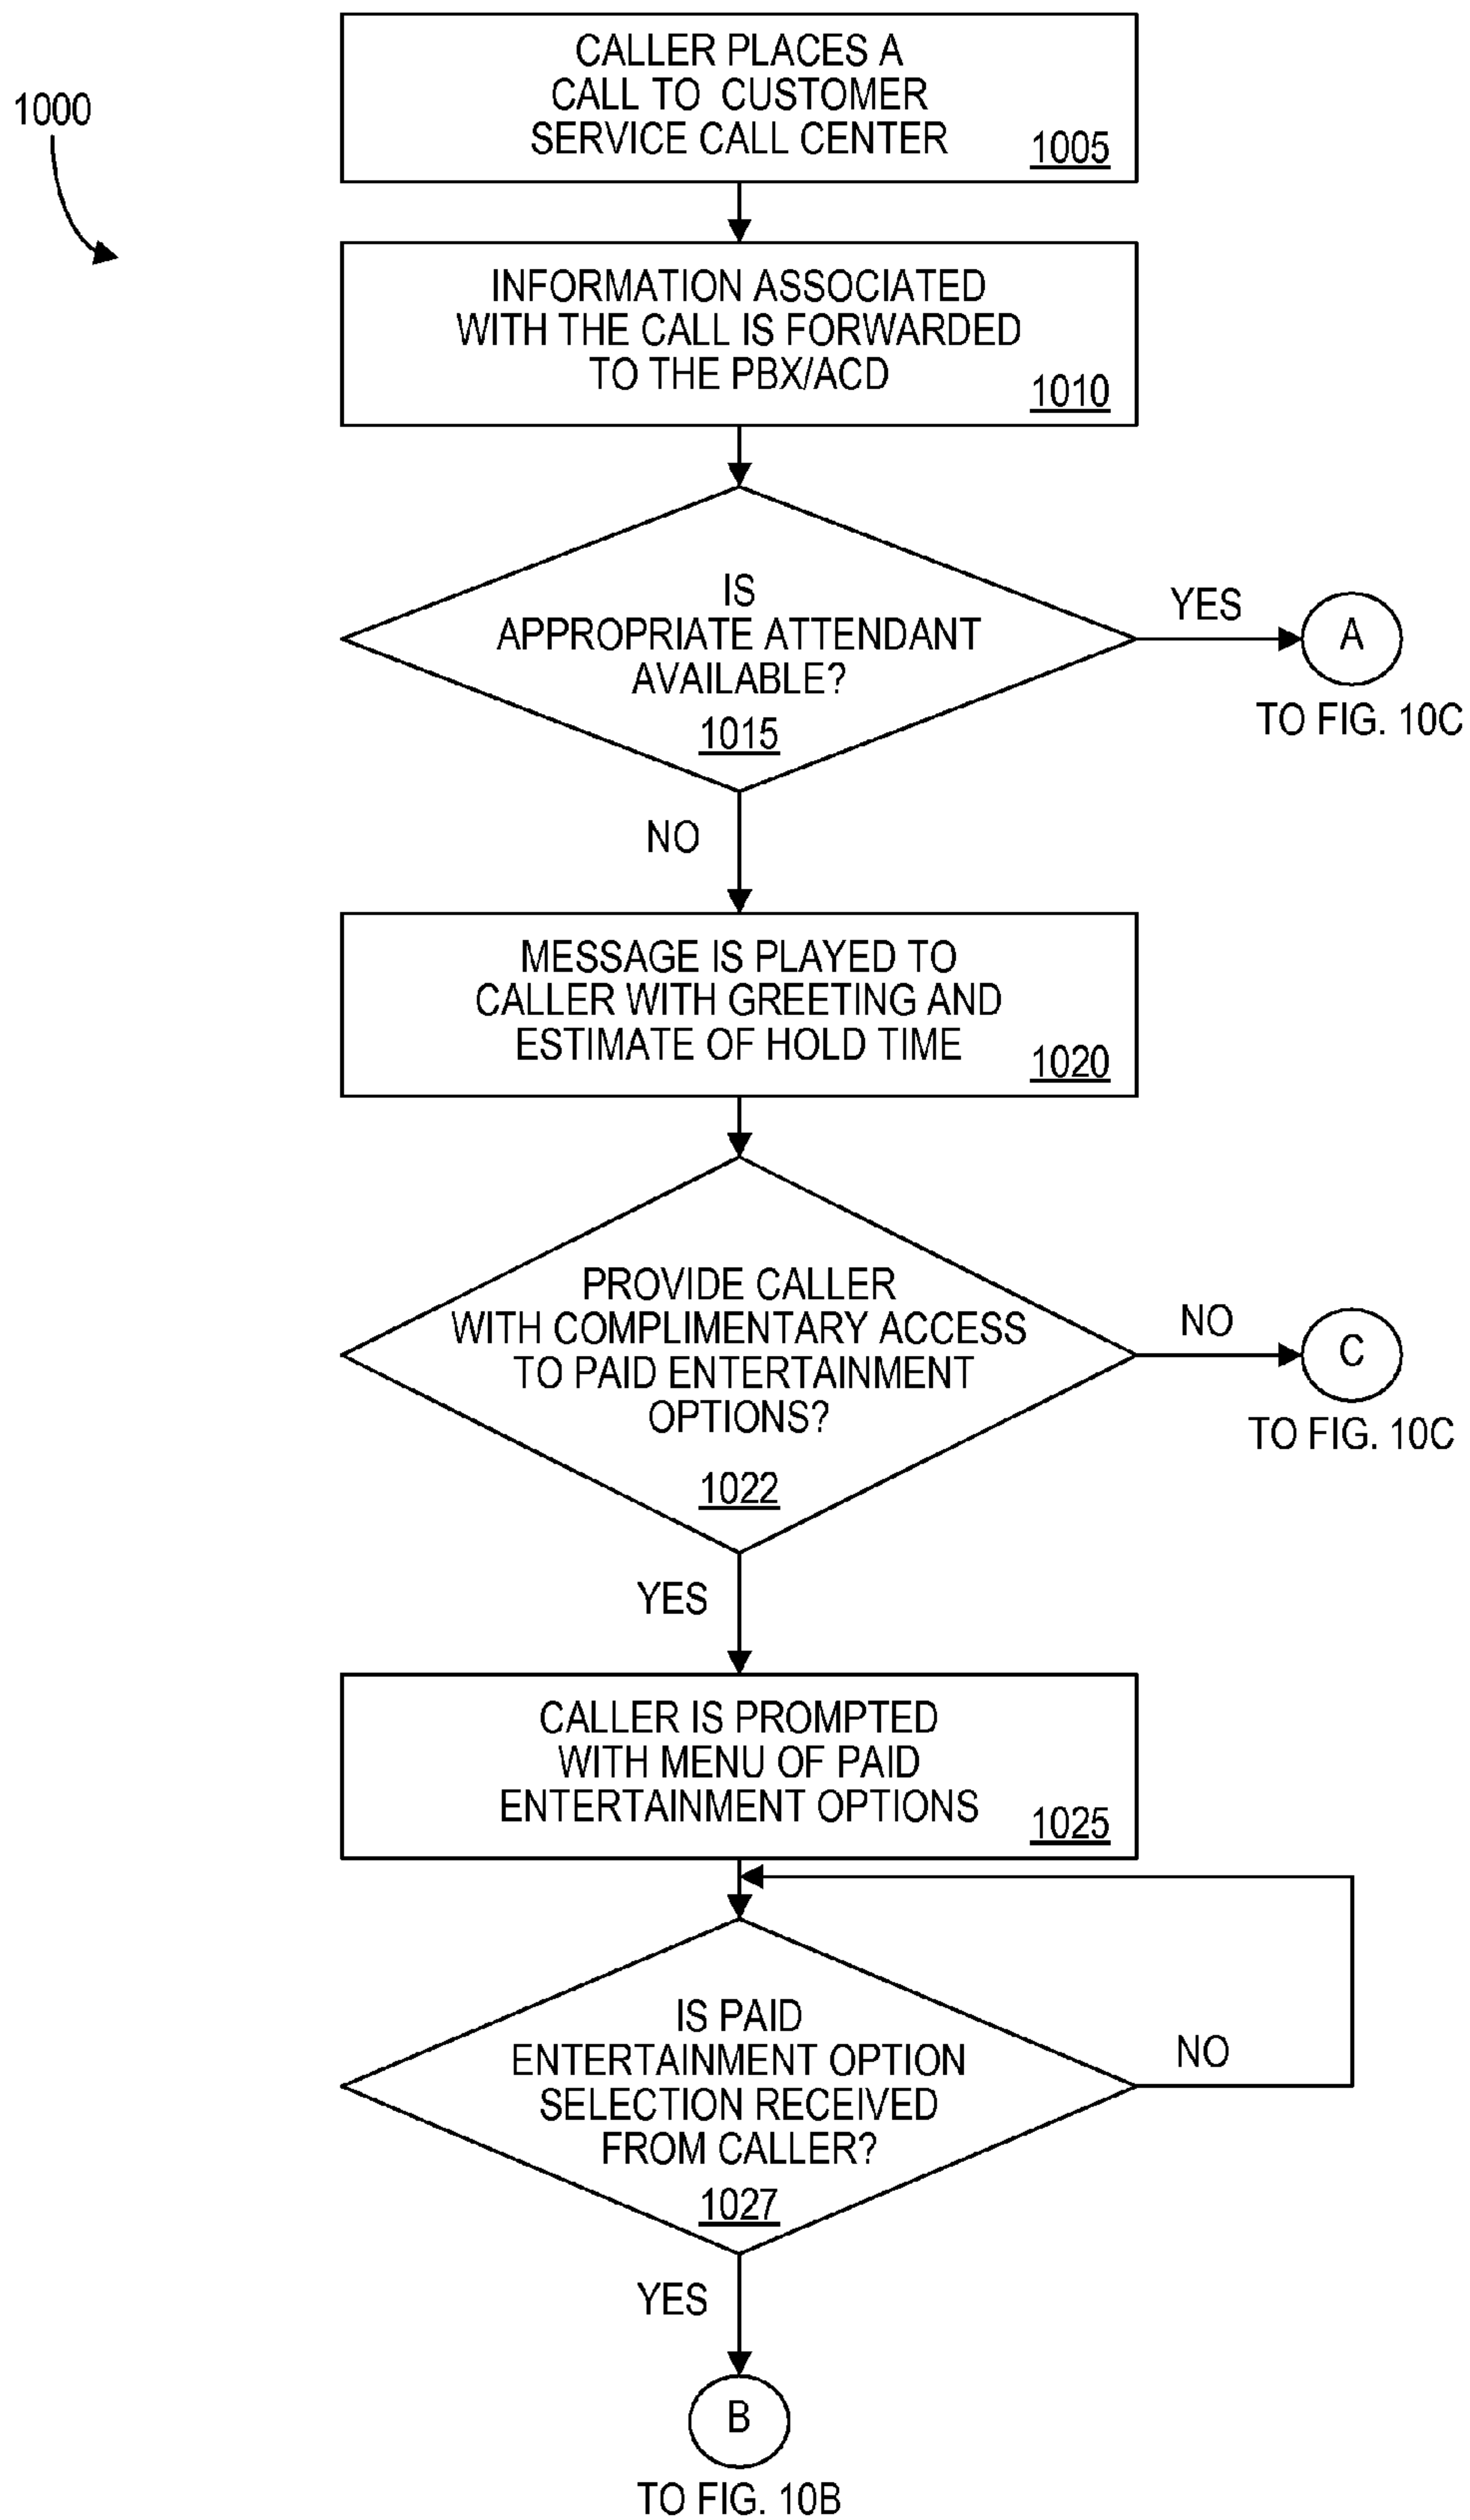 CALLER PLACES A
CALL TO CUSTOMER
SERVICE CALL CENTER
1005
1000
INFORMATION ASSOCIATED
WITH THE CALL IS FORWARDED
TO THE PBX/ACD
1010
IS
APPROPRIATE ATTENDANT
AVAILABLE?
1015
YES
A
TO FIG. 10C
NO
MESSAGE IS PLAYED TO
CALLER WITH GREETING AND
ESTIMATE OF HOLD TIME
1020
PROVIDE CALLER
WITH COMPLIMENTARY ACCESS
TO PAID ENTERTAINMENT
OPTIONS?
1022
NO
C
TO FIG. 10C
YES
CALLER IS PROMPTED
WITH MENU OF PAID
ENTERTAINMENT OPTIONS
1025
IS PAID
ENTERTAINMENT OPTION
SELECTION RECEIVED
FROM CALLER?
1027
NO
YES
B
TO FIG. 10B